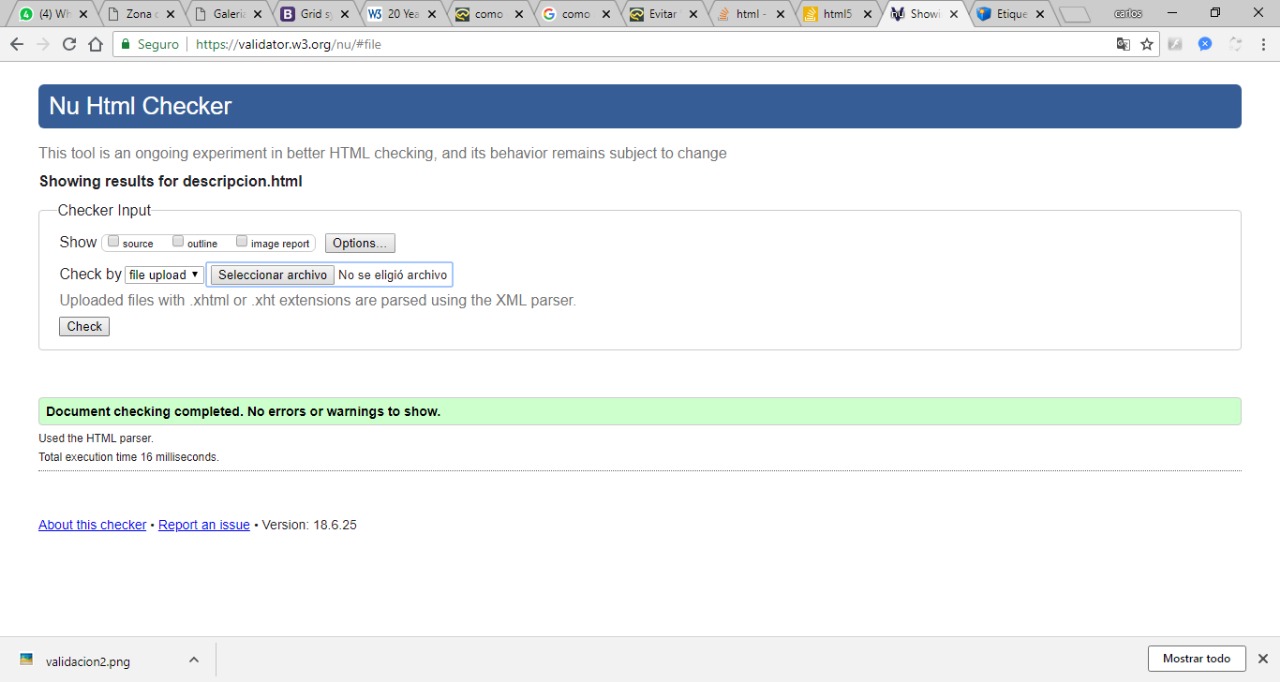 (4) Wh
Zona d
Galeria
Grid sy
20 Yea
como
como
Evitar
html -
html5
Showi
Etique
carlos
Seguro
https://validator.w3.org/nu/#file
Nu Html Checker
This tool is an ongoing experiment in better HTML checking, and its behavior remains subject to change
Showing results for descripcion.html
Checker Input
Show source outline image report Options...
Check by file upload Seleccionar archivo No se eligió archivo
Uploaded files with .xhtml or .xht extensions are parsed using the XML parser.
Check
Document checking completed. No errors or warnings to show.
Used the HTML parser.
Total execution time 16 milliseconds.
About this checker • Report an issue • Version: 18.6.25
validacion2.png
Mostrar todo